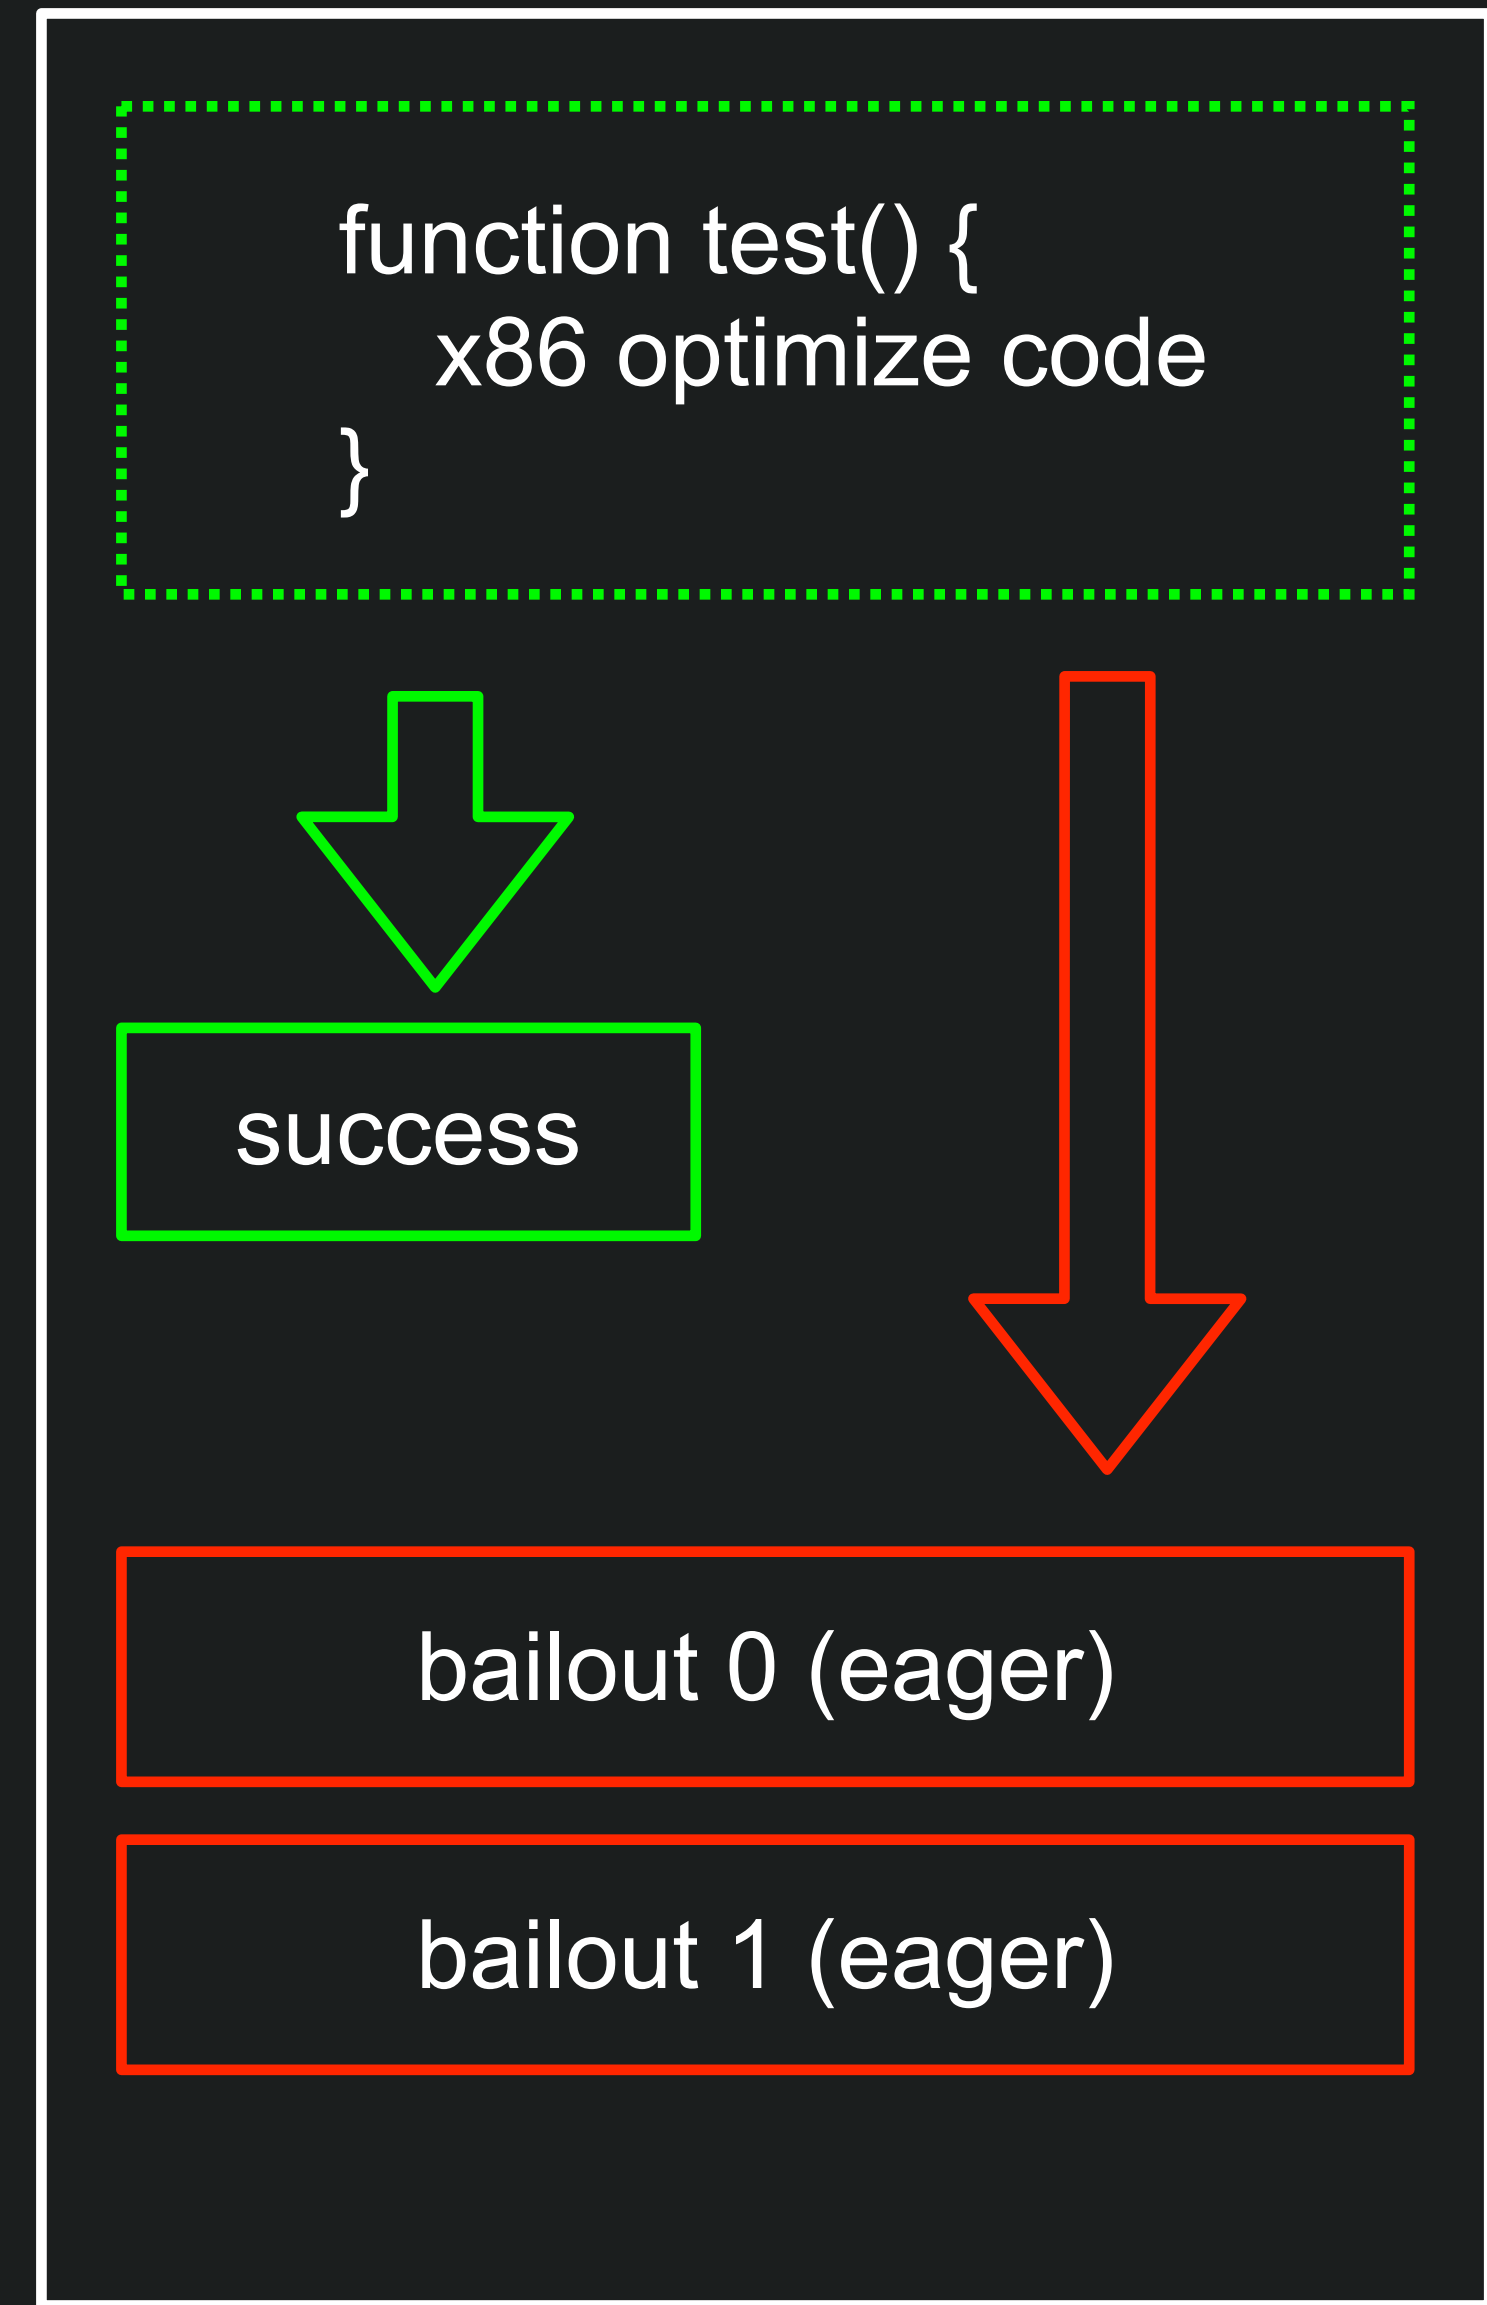 function test() {
x86 optimize code
}
success
bailout 0 (eager)
bailout 1 (eager)